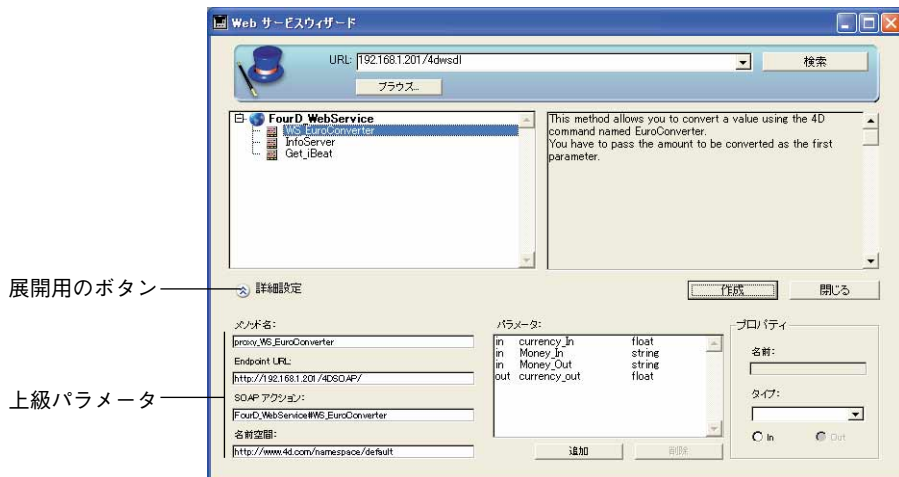 Web サービスウィザード
URL: 192.168.1.201/4dwsdl
検索
ブラウズ...
FourD_WebService
WS_EuroConverter
InfoServer
Get_iBeat
This method allows you to convert a value using the 4D
command named EuroConverter.
You have to pass the amount to be converted as the first
parameter.
展開用のボタン
詳細設定
作成
閉じる
上級パラメータ
メソッド名:
proxy_WS_EuroConverter
Endpoint URL:
http://192.168.1.201/4DSOAP/
SOAP アクション:
FourD_WebService#WS_EuroConverter
名前空間:
http://www.4d.com/namespace/default
パラメータ:
in currency_In float
in Money_In string
in Money_Out string
out currency_out float
追加
削除
プロパティ
名前:
タイプ:
In
Out